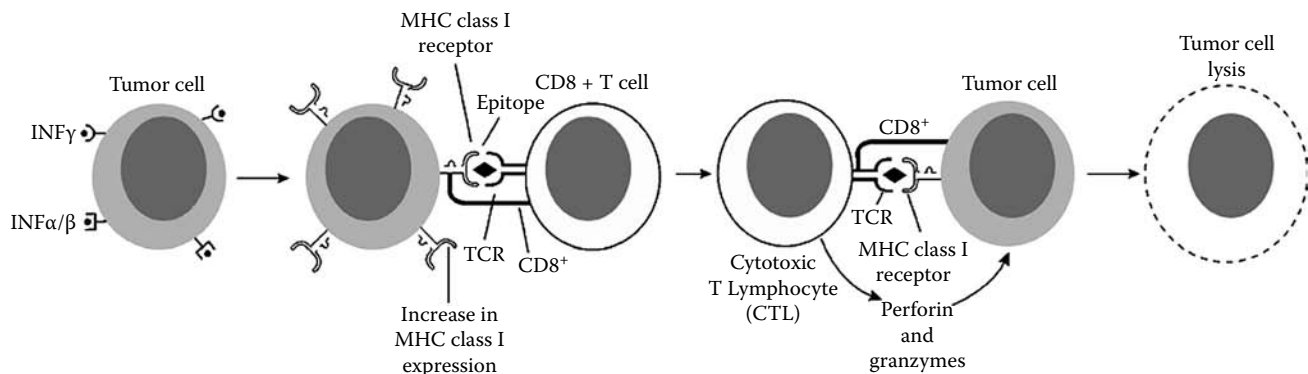 Tumor cell
INFγ
INFα/β
MHC class I
receptor
Epitope
CD8 + T cell
TCR
CD8+
Increase in
MHC class I
expression
CD8+
TCR
MHC class I
receptor
Cytotoxic
T Lymphocyte
(CTL)
Perforin
and
granzymes
Tumor cell
Tumor cell
lysis